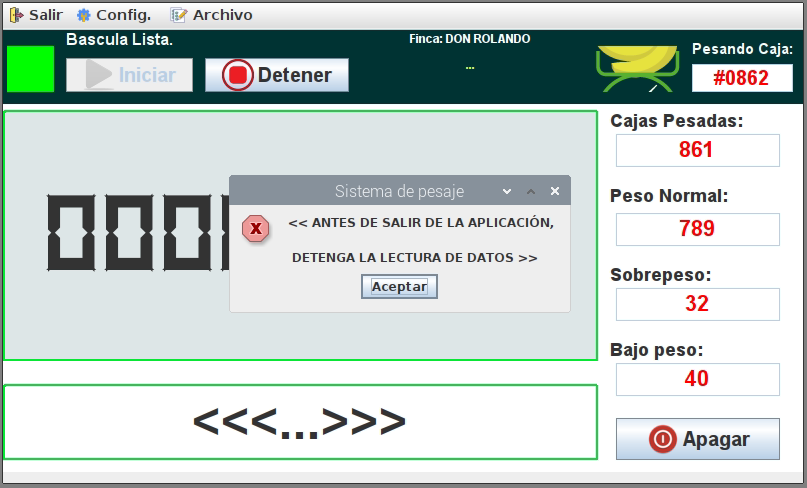 Salir Config. Archivo
Bascula Lista.
Finca: DON ROLANDO
Pesando Caja:
Iniciar Detener
...
#0862
Cajas Pesadas:
861
Peso Normal:
789
Sobrepeso:
32
Bajo peso:
40
000
Sistema de pesaje
<< ANTES DE SALIR DE LA APLICACIÓN,
DETENGA LA LECTURA DE DATOS >>
Aceptar
<<<...>>>
Apagar